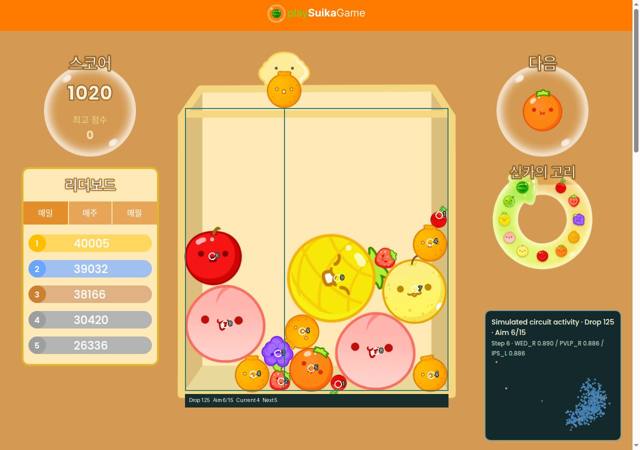 playSuikaGame
스코어
1020
최고 점수
0
리더보드
매일
매주
매월
1 40005
2 39032
3 38166
4 30420
5 26336
다음
신카의 고리
Simulated circuit activity · Drop 125
· Aim 6/15
Step 6 · WED_R 0.890 / PVLP_R 0.886 /
IPS_L 0.886
Drop 125 Aim 6/15 Current 4 Next 5